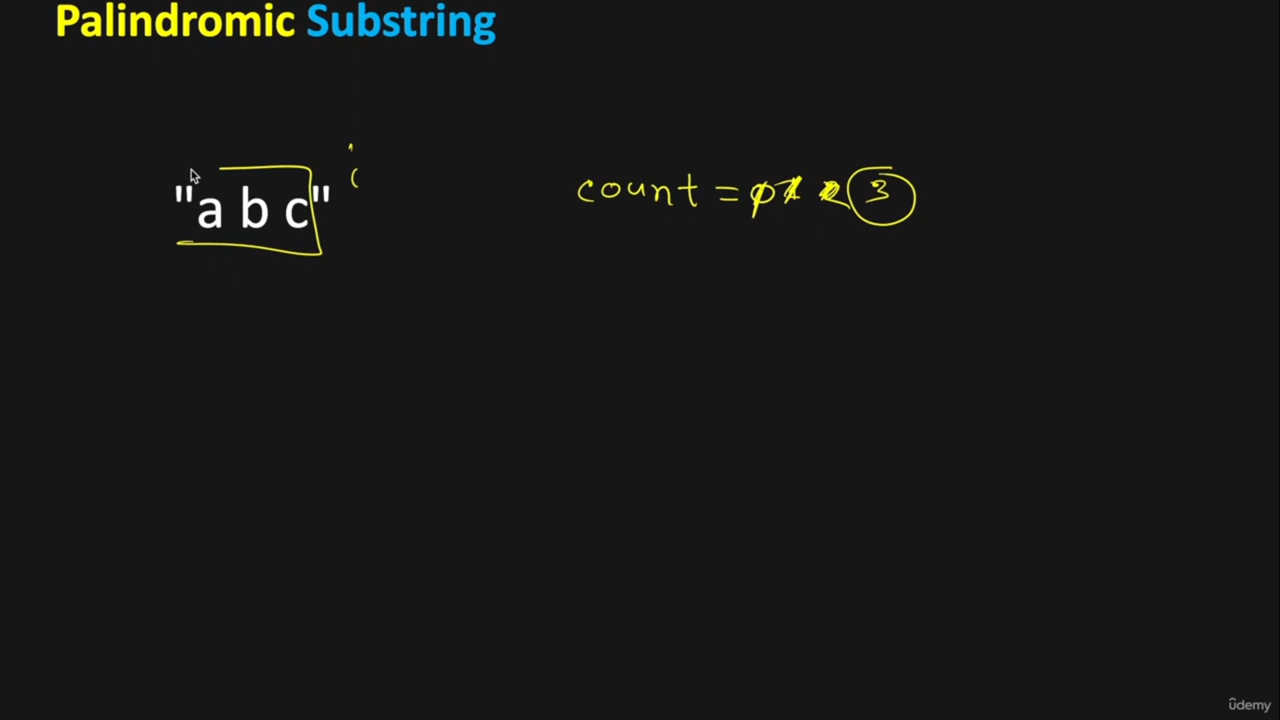 Palindromic Substring
"a b c"
count = 0 1 2 3
udemy